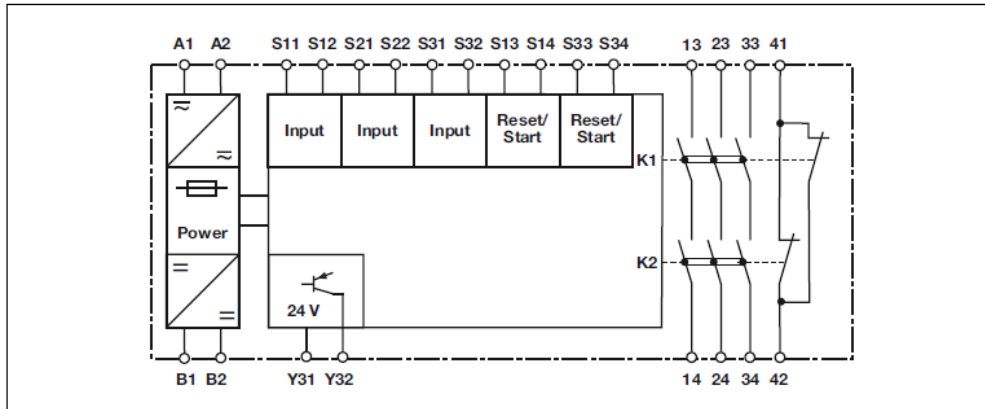 A1 A2 S11 S12 S21 S22 S31 S32 S13 S14 S33 S34 13 23 33 41
Input Input Input Reset/ Reset/
Start Start
K1
Power
K2
24 V
B1 B2 Y31 Y32 14 24 34 42